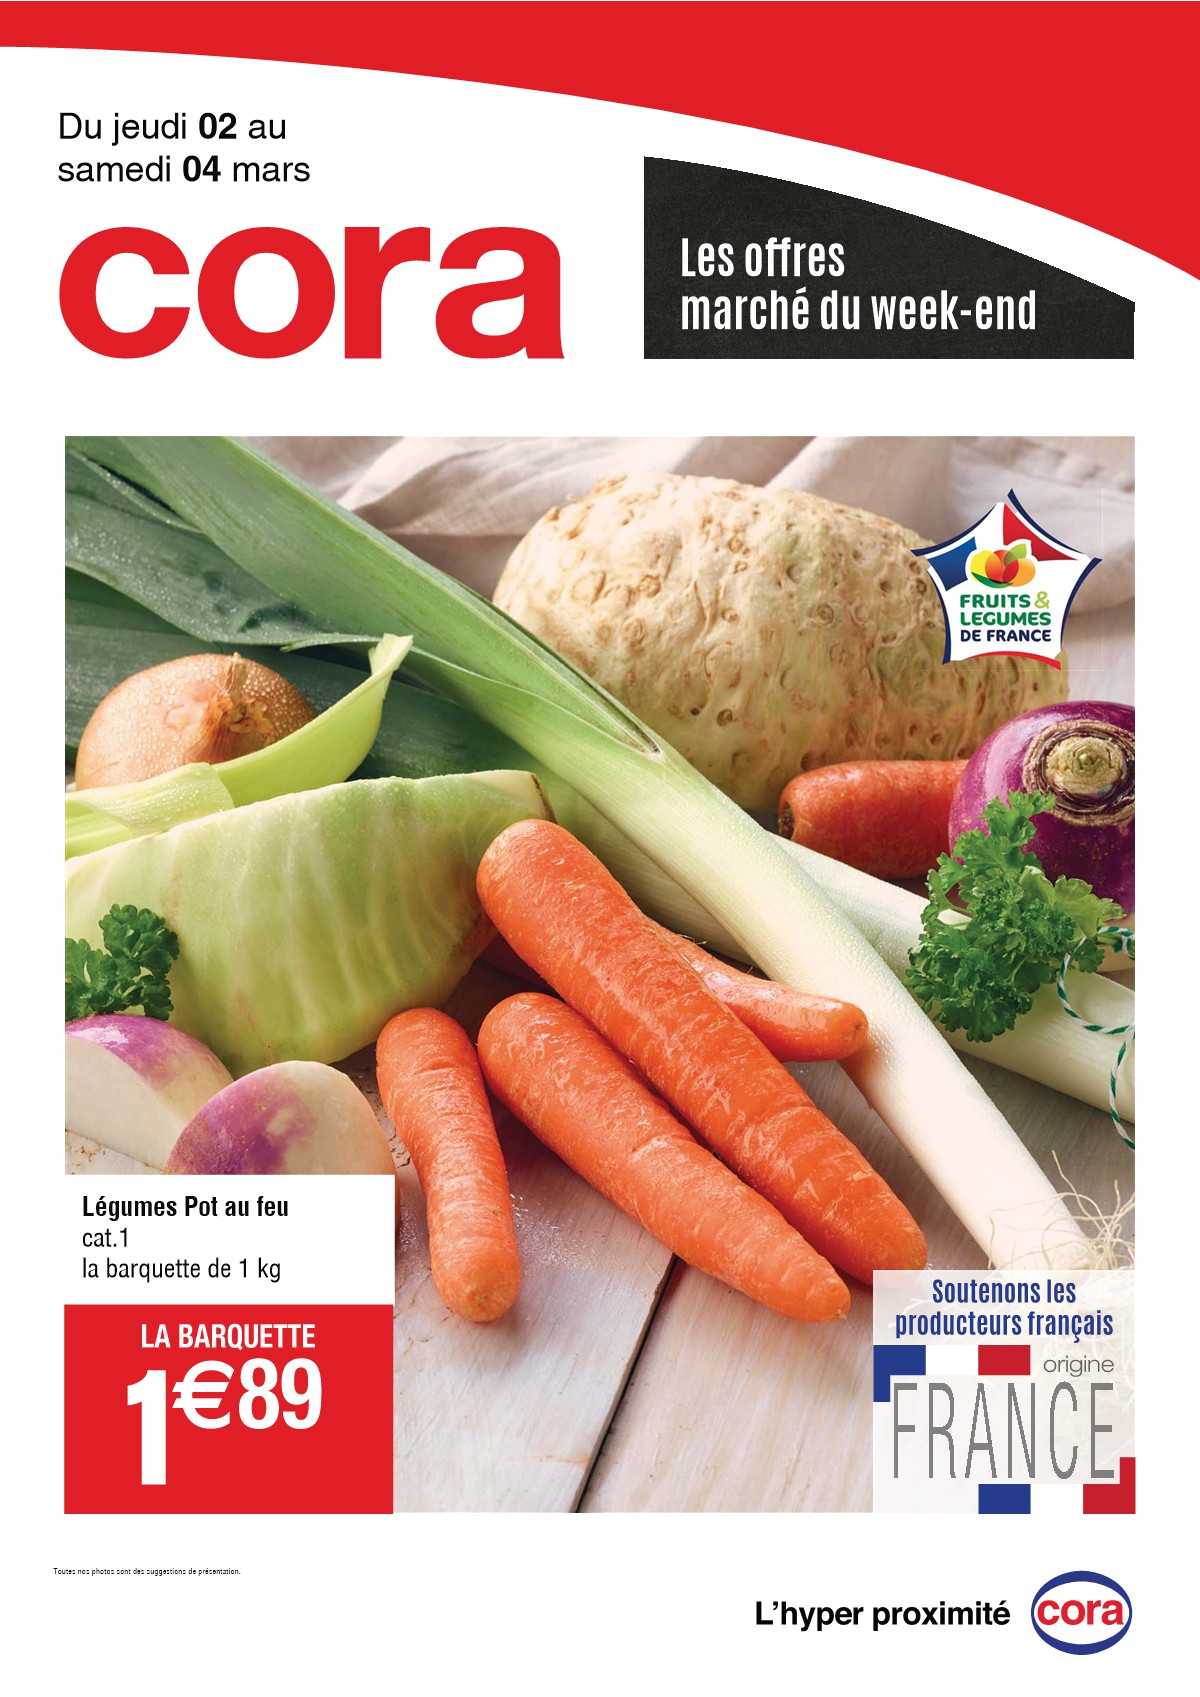 Du jeudi 02 au
samedi 04 mars
cora
Les offres
marché du week-end
FRUITS &
LEGUMES
DE FRANCE
Légumes Pot au feu
cat.1
la barquette de 1 kg
LA BARQUETTE
1€89
Soutenons les
producteurs français
origine
FRANCE
Toutes nos photos sont des suggestions de présentation.
L'hyper proximité
cora